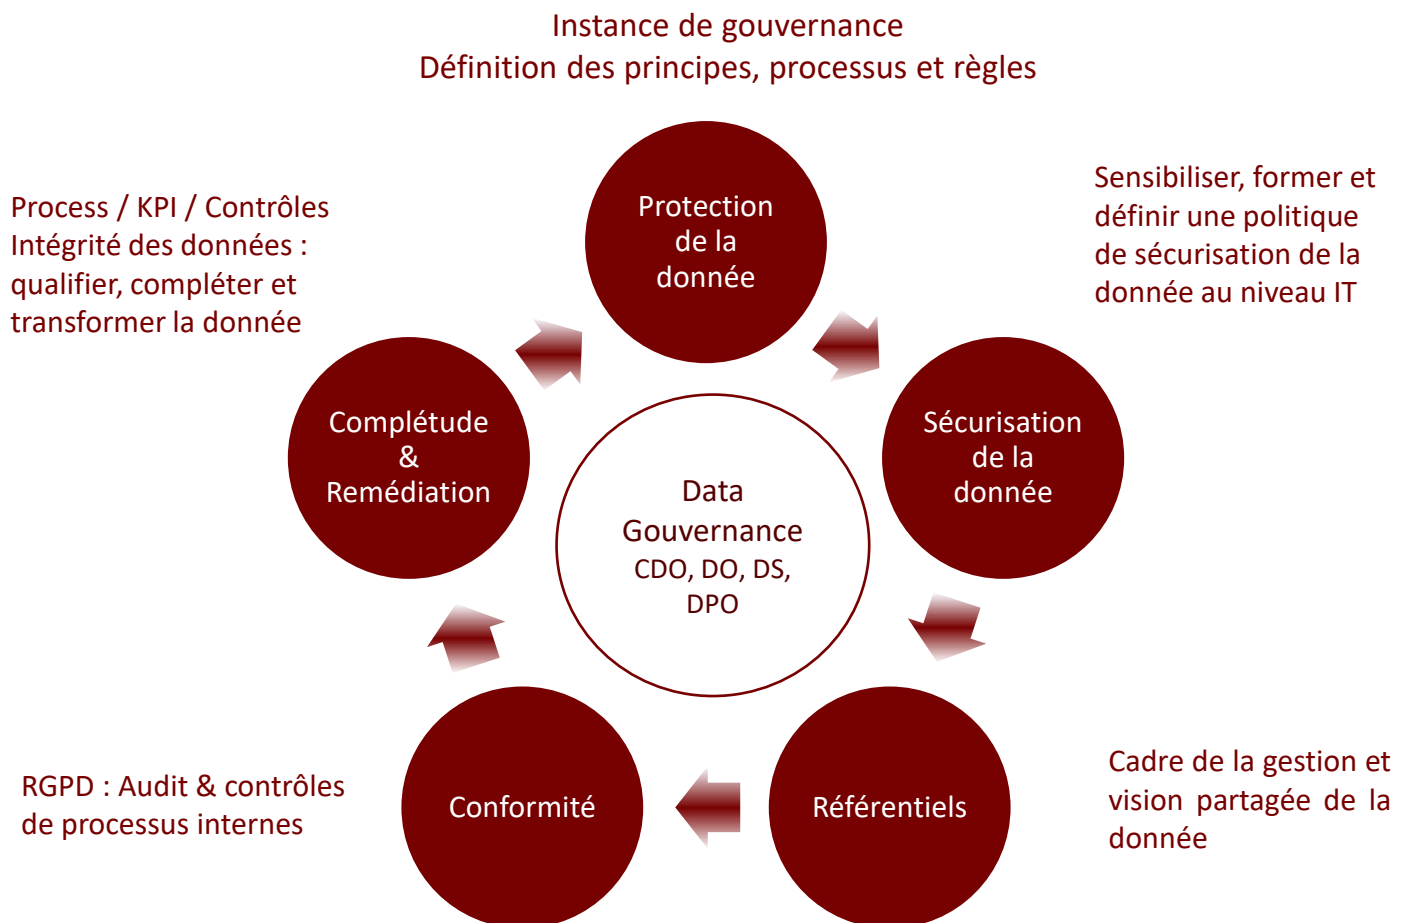 Instance de gouvernance
Définition des principes, processus et règles
Protection
de la
donnée
Sensibiliser, former et
définir une politique
de sécurisation de la
donnée au niveau IT
Process / KPI / Contrôles
Intégrité des données :
qualifier, compléter et
transformer la donnée
Complétude
&
Remédiation
Sécurisation
de la
donnée
Data
Gouvernance
CDO, DO, DS,
DPO
RGPD : Audit & contrôles
de processus internes
Conformité
Référentiels
Cadre de la gestion et
vision partagée de la
donnée